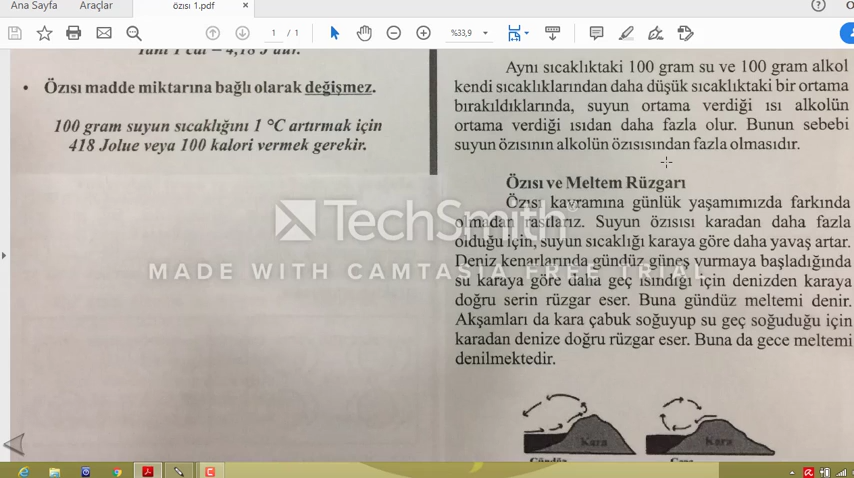 Ana Sayfa
Araçlar
özısı 1.pdf
×
1 / 1
%33,9
1 cal = 4,18 J
• Özısı madde miktarına bağlı olarak değişmez.
100 gram suyun sıcaklığını 1 °C artırmak için
418 Jolue veya 100 kalori vermek gerekir.
Aynı sıcaklıktaki 100 gram su ve 100 gram alkol
kendi sıcaklıklarından daha düşük sıcaklıktaki bir ortama
bırakıldıklarında, suyun ortama verdiği ısı alkolün
ortama verdiği ısıdan daha fazla olur. Bunun sebebi
suyun özısının alkolün özısısından fazla olmasıdır.
Özısı ve Meltem Rüzgarı
Özısı kavramına günlük yaşamımızda farkında
olmadan rastlarız. Suyun özısısı karadan daha fazla
olduğu için, suyun sıcaklığı karaya göre daha yavaş artar.
Deniz kenarlarında gündüz güneş vurmaya başladığında
su karaya göre daha geç ısındığı için denizden karaya
doğru serin rüzgar eser. Buna gündüz meltemi denir.
Akşamları da kara çabuk soğuyup su geç soğuduğu için
karadan denize doğru rüzgar eser. Buna da gece meltemi
denilmektedir.
Kara
Kara
Gündüz
TechSmith®
MADE WITH CAMTASIA FREE TRIAL